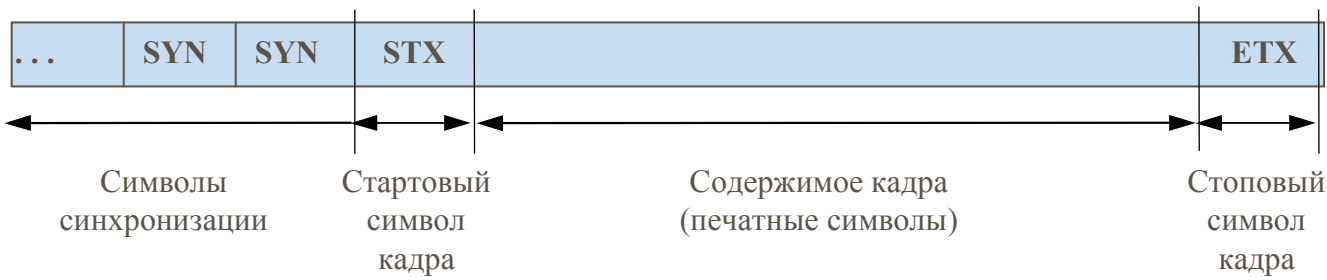 . . . SYN SYN STX ETX
Символы Стартовый Содержимое кадра Стоповый
синхронизации символ (печатные символы) символ
кадра кадра